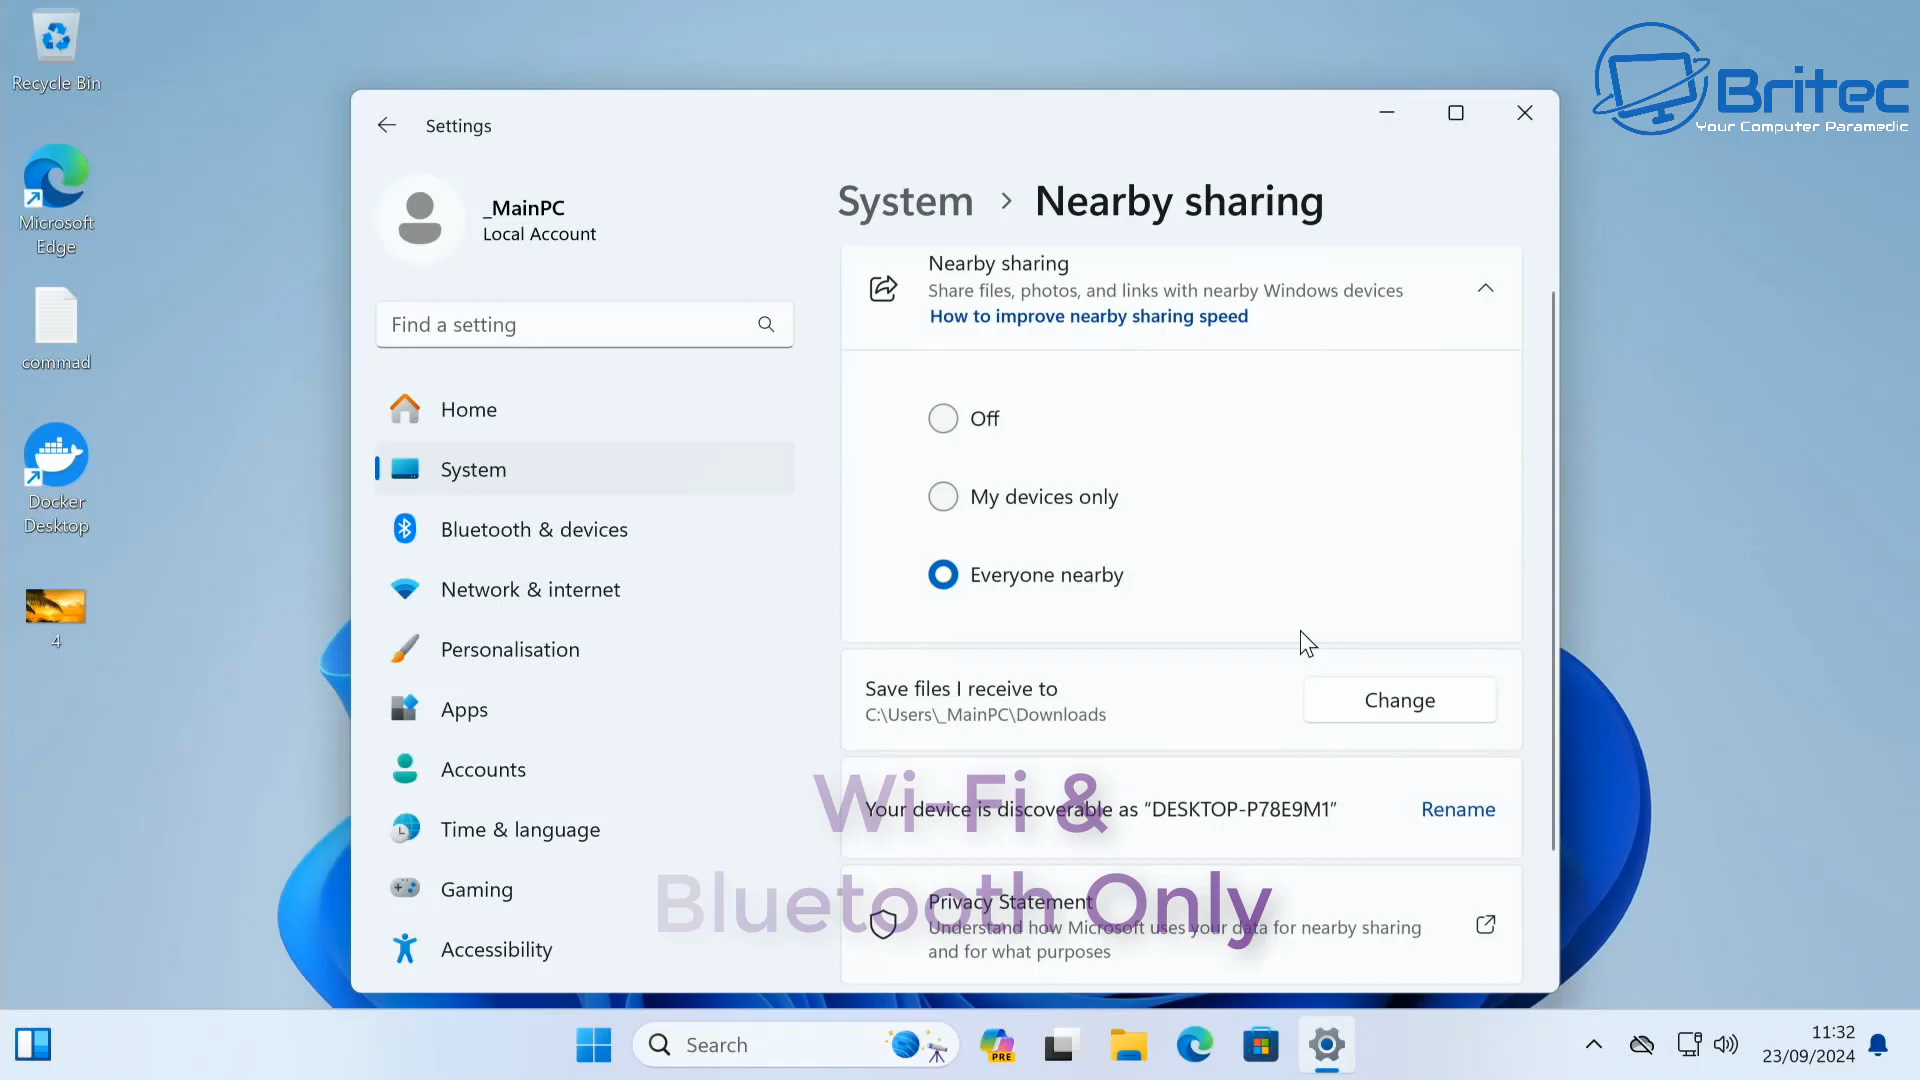 Recycle Bin
Microsoft
Edge
commad
Docker
Desktop
4
Britec
Your Computer Paramedic
Settings
_MainPC
Local Account
Find a setting
Home
System
Bluetooth & devices
Network & internet
Personalisation
Apps
Accounts
Time & language
Gaming
Accessibility
System > Nearby sharing
Nearby sharing
Share files, photos, and links with nearby Windows devices
How to improve nearby sharing speed
Off
My devices only
Everyone nearby
Save files I receive to
C:\Users\_MainPC\Downloads
Change
Your device is discoverable as “DESKTOP-P78E9M1”
Rename
Privacy Statement
Understand how Microsoft uses your data for nearby sharing
and for what purposes
Wi-Fi &
Bluetooth Only
Search
PRE
11:32
23/09/2024